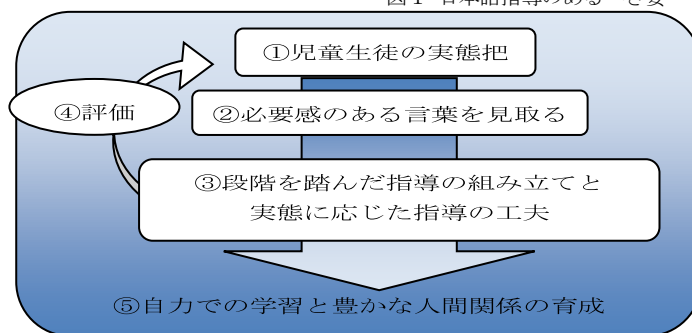 ①児童生徒の実態把
②必要感のある言葉を見取る
④評価
③段階を踏んだ指導の組み立てと
実態に応じた指導の工夫
⑤自力での学習と豊かな人間関係の育成